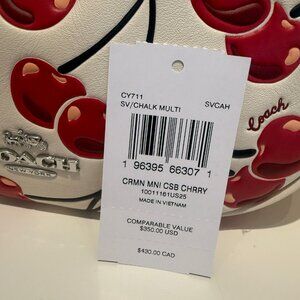 CY711
SV/CHALK MULTI SVCAH
1 96395 66307 1
CRMN MNI CSB CHRRY
10011161US25
MADE IN VIETNAM
COMPARABLE VALUE
$350.00 USD
$430.00 CAD
Coach
COACH
NEW YORK